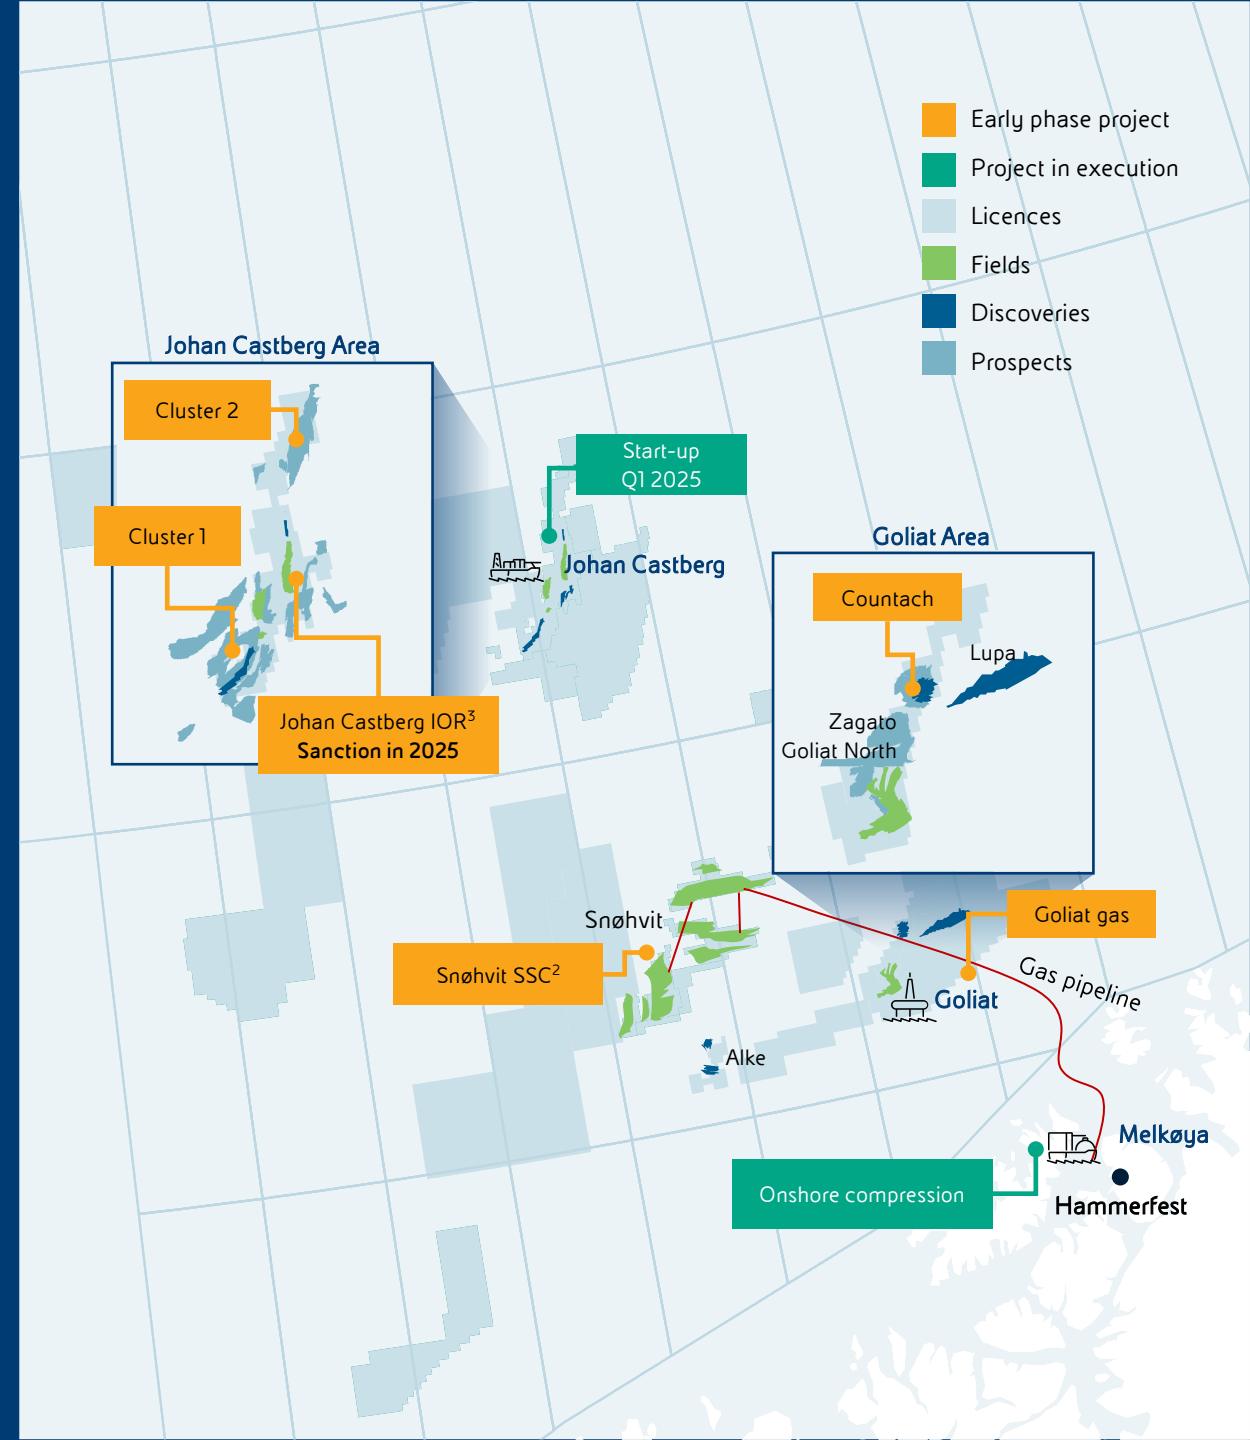 Early phase project
Project in execution
Licences
Fields
Discoveries
Prospects
Johan Castberg Area
Cluster 2
Cluster 1
Johan Castberg IOR³
Sanction in 2025
Start-up
Q1 2025
Johan Castberg
Goliat Area
Countach
Lupa
Zagato
Goliat North
Snøhvit
Snøhvit SSC²
Goliat gas
Gas pipeline
Goliat
Alke
Melkøya
Onshore compression
Hammerfest